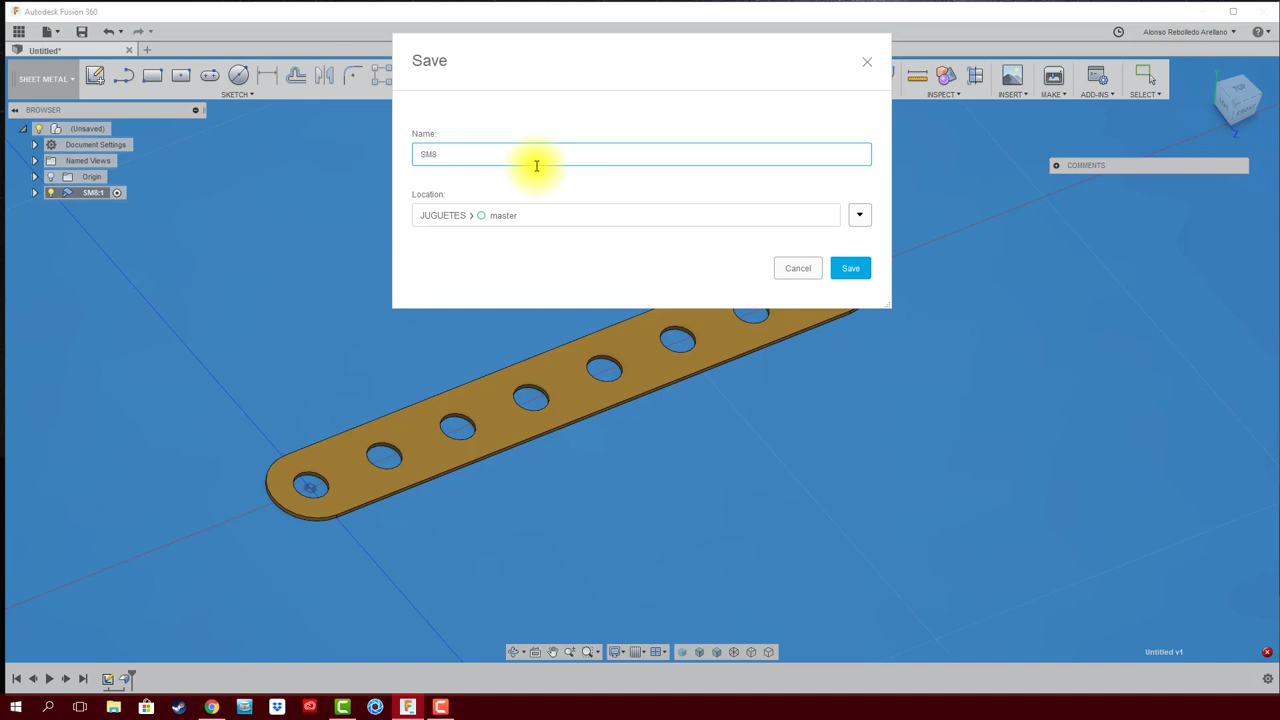 Autodesk Fusion 360
Alonso Rebolledo Arellano
Untitled*
SHEET METAL
SKETCH
INSPECT
INSERT
MAKE
ADD-INS
SELECT
BROWSER
(Unsaved)
Document Settings
Named Views
Origin
SM8:1
Save
Name:
SM8
Location:
JUGUETES > master
Cancel
Save
TOP
COMMENTS
Z
Untitled v1